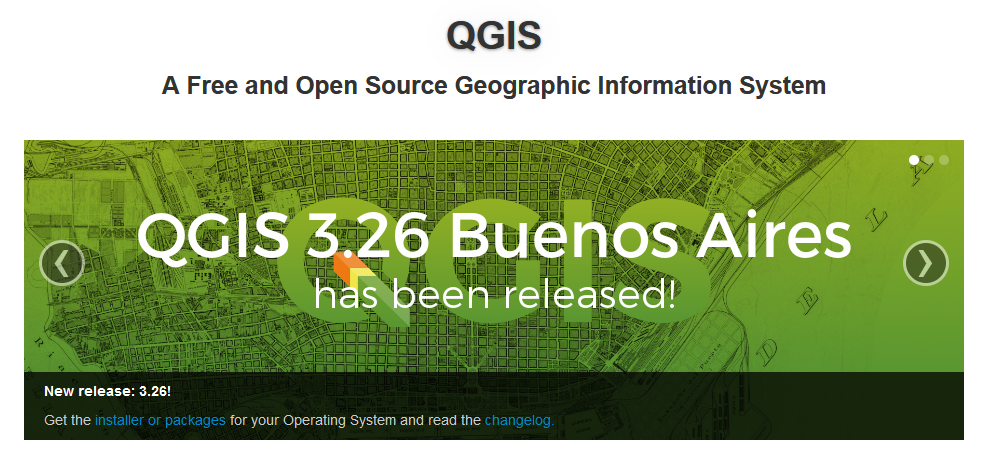 QGIS
A Free and Open Source Geographic Information System
QGIS
QGIS 3.26 Buenos Aires
has been released!
New release: 3.26!
Get the installer or packages for your Operating System and read the changelog.